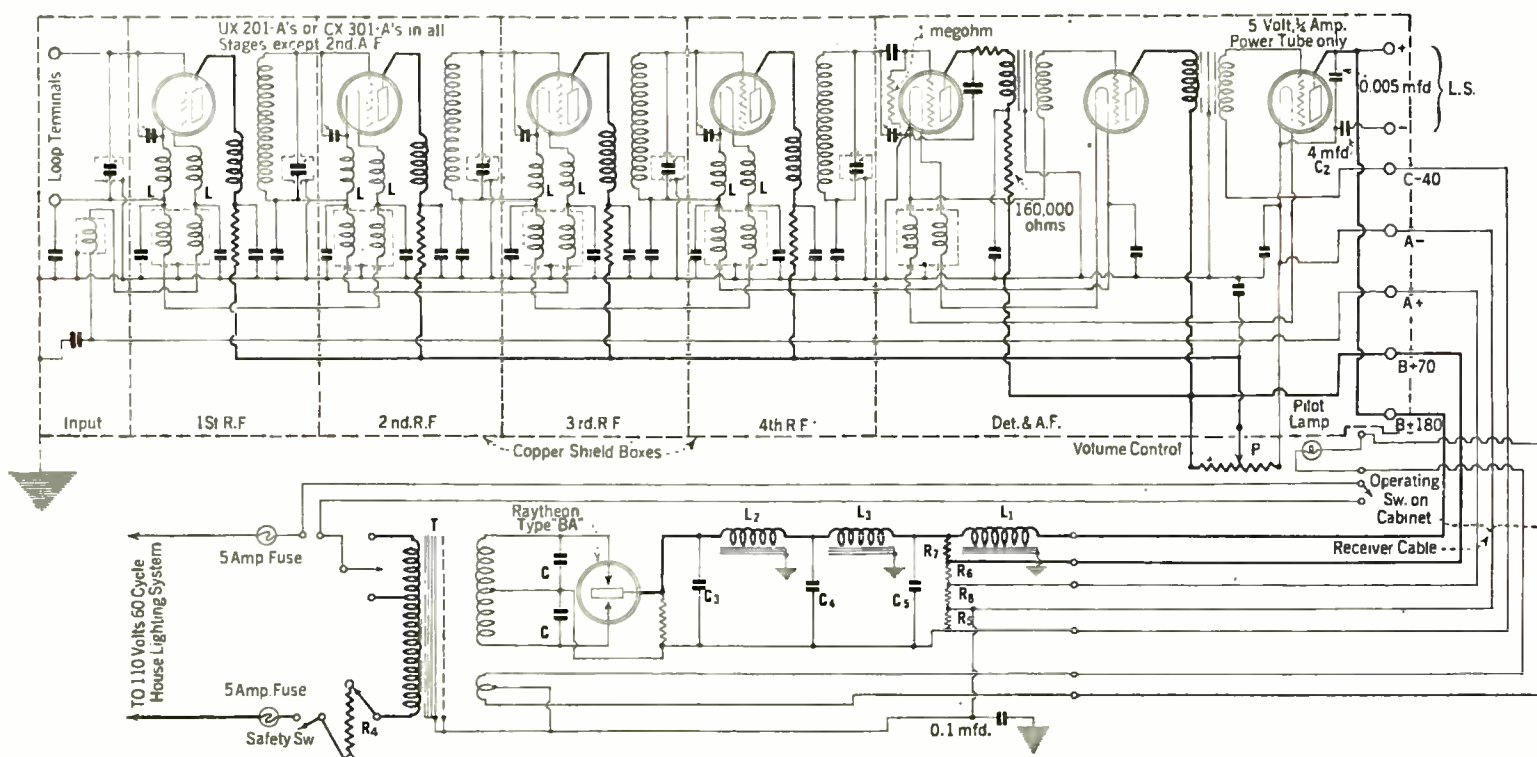 UX 201-A's or CX 301-A's in all
Stages except 2nd. A F
megohm
5 Volt, ¼ Amp.
Power Tube only
+
0.005 mfd
L.S.
-
4 mfd
C2
C-40
Loop Terminals
L
L
L
L
L
L
L
L
160,000
ohms
A-
A+
B+70
B±180
Input
1St R.F
2 nd. R.F
3 rd. R.F
4th R F
Det. & A.F.
Pilot
Lamp
Copper Shield Boxes
Volume Control
P
Operating
Sw. on
Cabinet
Receiver Cable
TO 110 Volts 60 Cycle
House Lighting System
5 Amp Fuse
T
Raytheon
Type "BA"
C
C
L2
L3
L1
C3
C4
C5
R7
R6
R8
R5
5 Amp. Fuse
Safety Sw
R4
0.1 mfd.